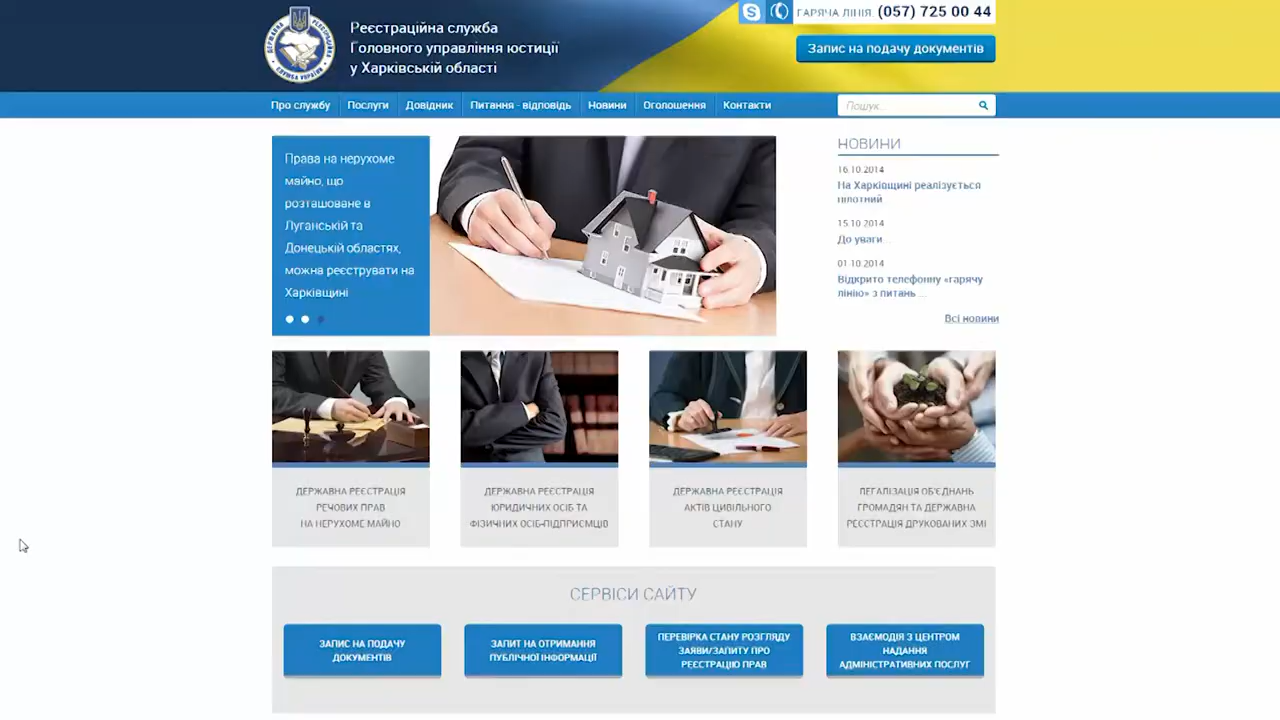 ДЕРЖАВНА РЕЄСТРАЦІЙНА
СЛУЖБА УКРАЇНИ
Реєстраційна служба
Головного управління юстиції
у Харківській області
ГАРЯЧА ЛІНІЯ: (057) 725 00 44
Запис на подачу документів
Про службу
Послуги
Довідник
Питання - відповідь
Новини
Оголошення
Контакти
Пошук...
Права на нерухоме
майно, що
розташоване в
Луганській та
Донецькій областях,
можна реєструвати на
Харківщині
НОВИНИ
16.10.2014
На Харківщині реалізується
пілотний
15.10.2014
До уваги...
01.10.2014
Відкрито телефонну «гарячу
лінію» з питань ...
Всі новини
ДЕРЖАВНА РЕЄСТРАЦІЯ
РЕЧОВИХ ПРАВ
НА НЕРУХОМЕ МАЙНО
ДЕРЖАВНА РЕЄСТРАЦІЯ
ЮРИДИЧНИХ ОСІБ ТА
ФІЗИЧНИХ ОСІБ-ПІДПРИЄМЦІВ
ДЕРЖАВНА РЕЄСТРАЦІЯ
АКТІВ ЦИВІЛЬНОГО
СТАНУ
ЛЕГАЛІЗАЦІЯ ОБ'ЄДНАНЬ
ГРОМАДЯН ТА ДЕРЖАВНА
РЕЄСТРАЦІЯ ДРУКОВАНИХ ЗМІ
СЕРВІСИ САЙТУ
ЗАПИС НА ПОДАЧУ
ДОКУМЕНТІВ
ЗАПИТ НА ОТРИМАННЯ
ПУБЛІЧНОЇ ІНФОРМАЦІЇ
ПЕРЕВІРКА СТАНУ РОЗГЛЯДУ
ЗАЯВИ/ЗАПИТУ ПРО
РЕЄСТРАЦІЮ ПРАВ
ВЗАЄМОДІЯ З ЦЕНТРОМ
НАДАННЯ
АДМІНІСТРАТИВНИХ ПОСЛУГ